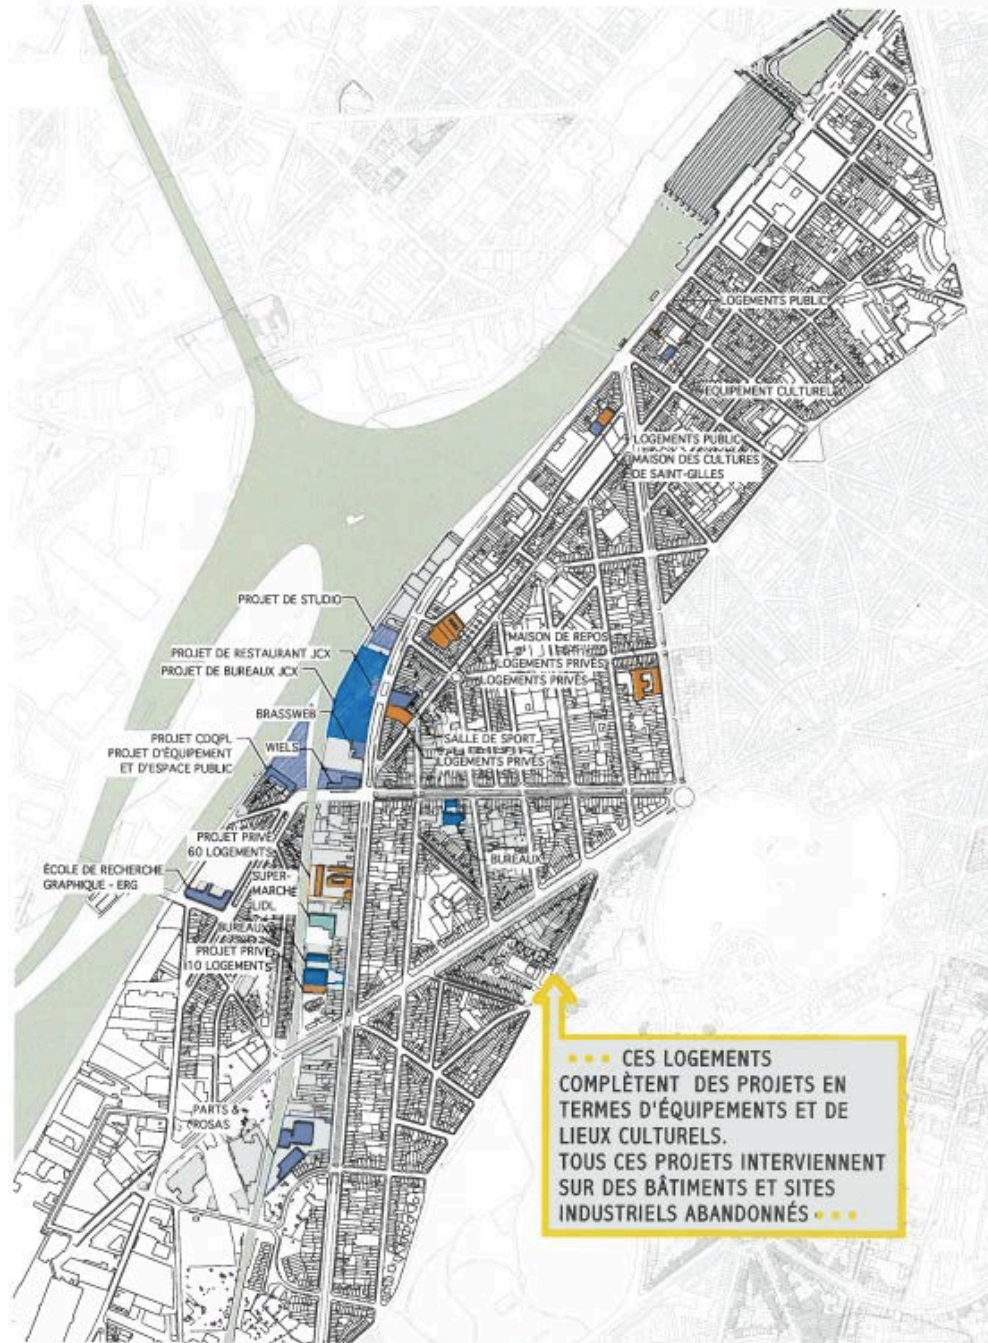 LOGEMENTS PUBLIC
EQUIPEMENT CULTUREL
LOGEMENTS PUBLIC
MAISON DES CULTURES
DE SAINT-GILLES
PROJET DE STUDIO
MAISON DE REPOS
PROJET DE RESTAURANT JCX
LOGEMENTS PRIVÉS
PROJET DE BUREAUX JCX
LOGEMENTS PRIVÉS
BRASSWEB
PROJET CDQPL
PROJET D'ÉQUIPEMENT
ET D'ESPACE PUBLIC
WIELS
SALLE DE SPORT
LOGEMENTS PRIVÉS
PROJET PRIVÉ
60 LOGEMENTS
BUREAUX
ÉCOLE DE RECHERCHE
GRAPHIQUE - ERG
SUPER-
MARCHÉ
LIDL
BUREAUX
PROJET PRIVÉ
110 LOGEMENTS
PARTS &
ROSAS
••• CES LOGEMENTS
COMPLÈTENT DES PROJETS EN
TERMES D'ÉQUIPEMENTS ET DE
LIEUX CULTURELS.
TOUS CES PROJETS INTERVIENNENT
SUR DES BÂTIMENTS ET SITES
INDUSTRIELS ABANDONNÉS •••